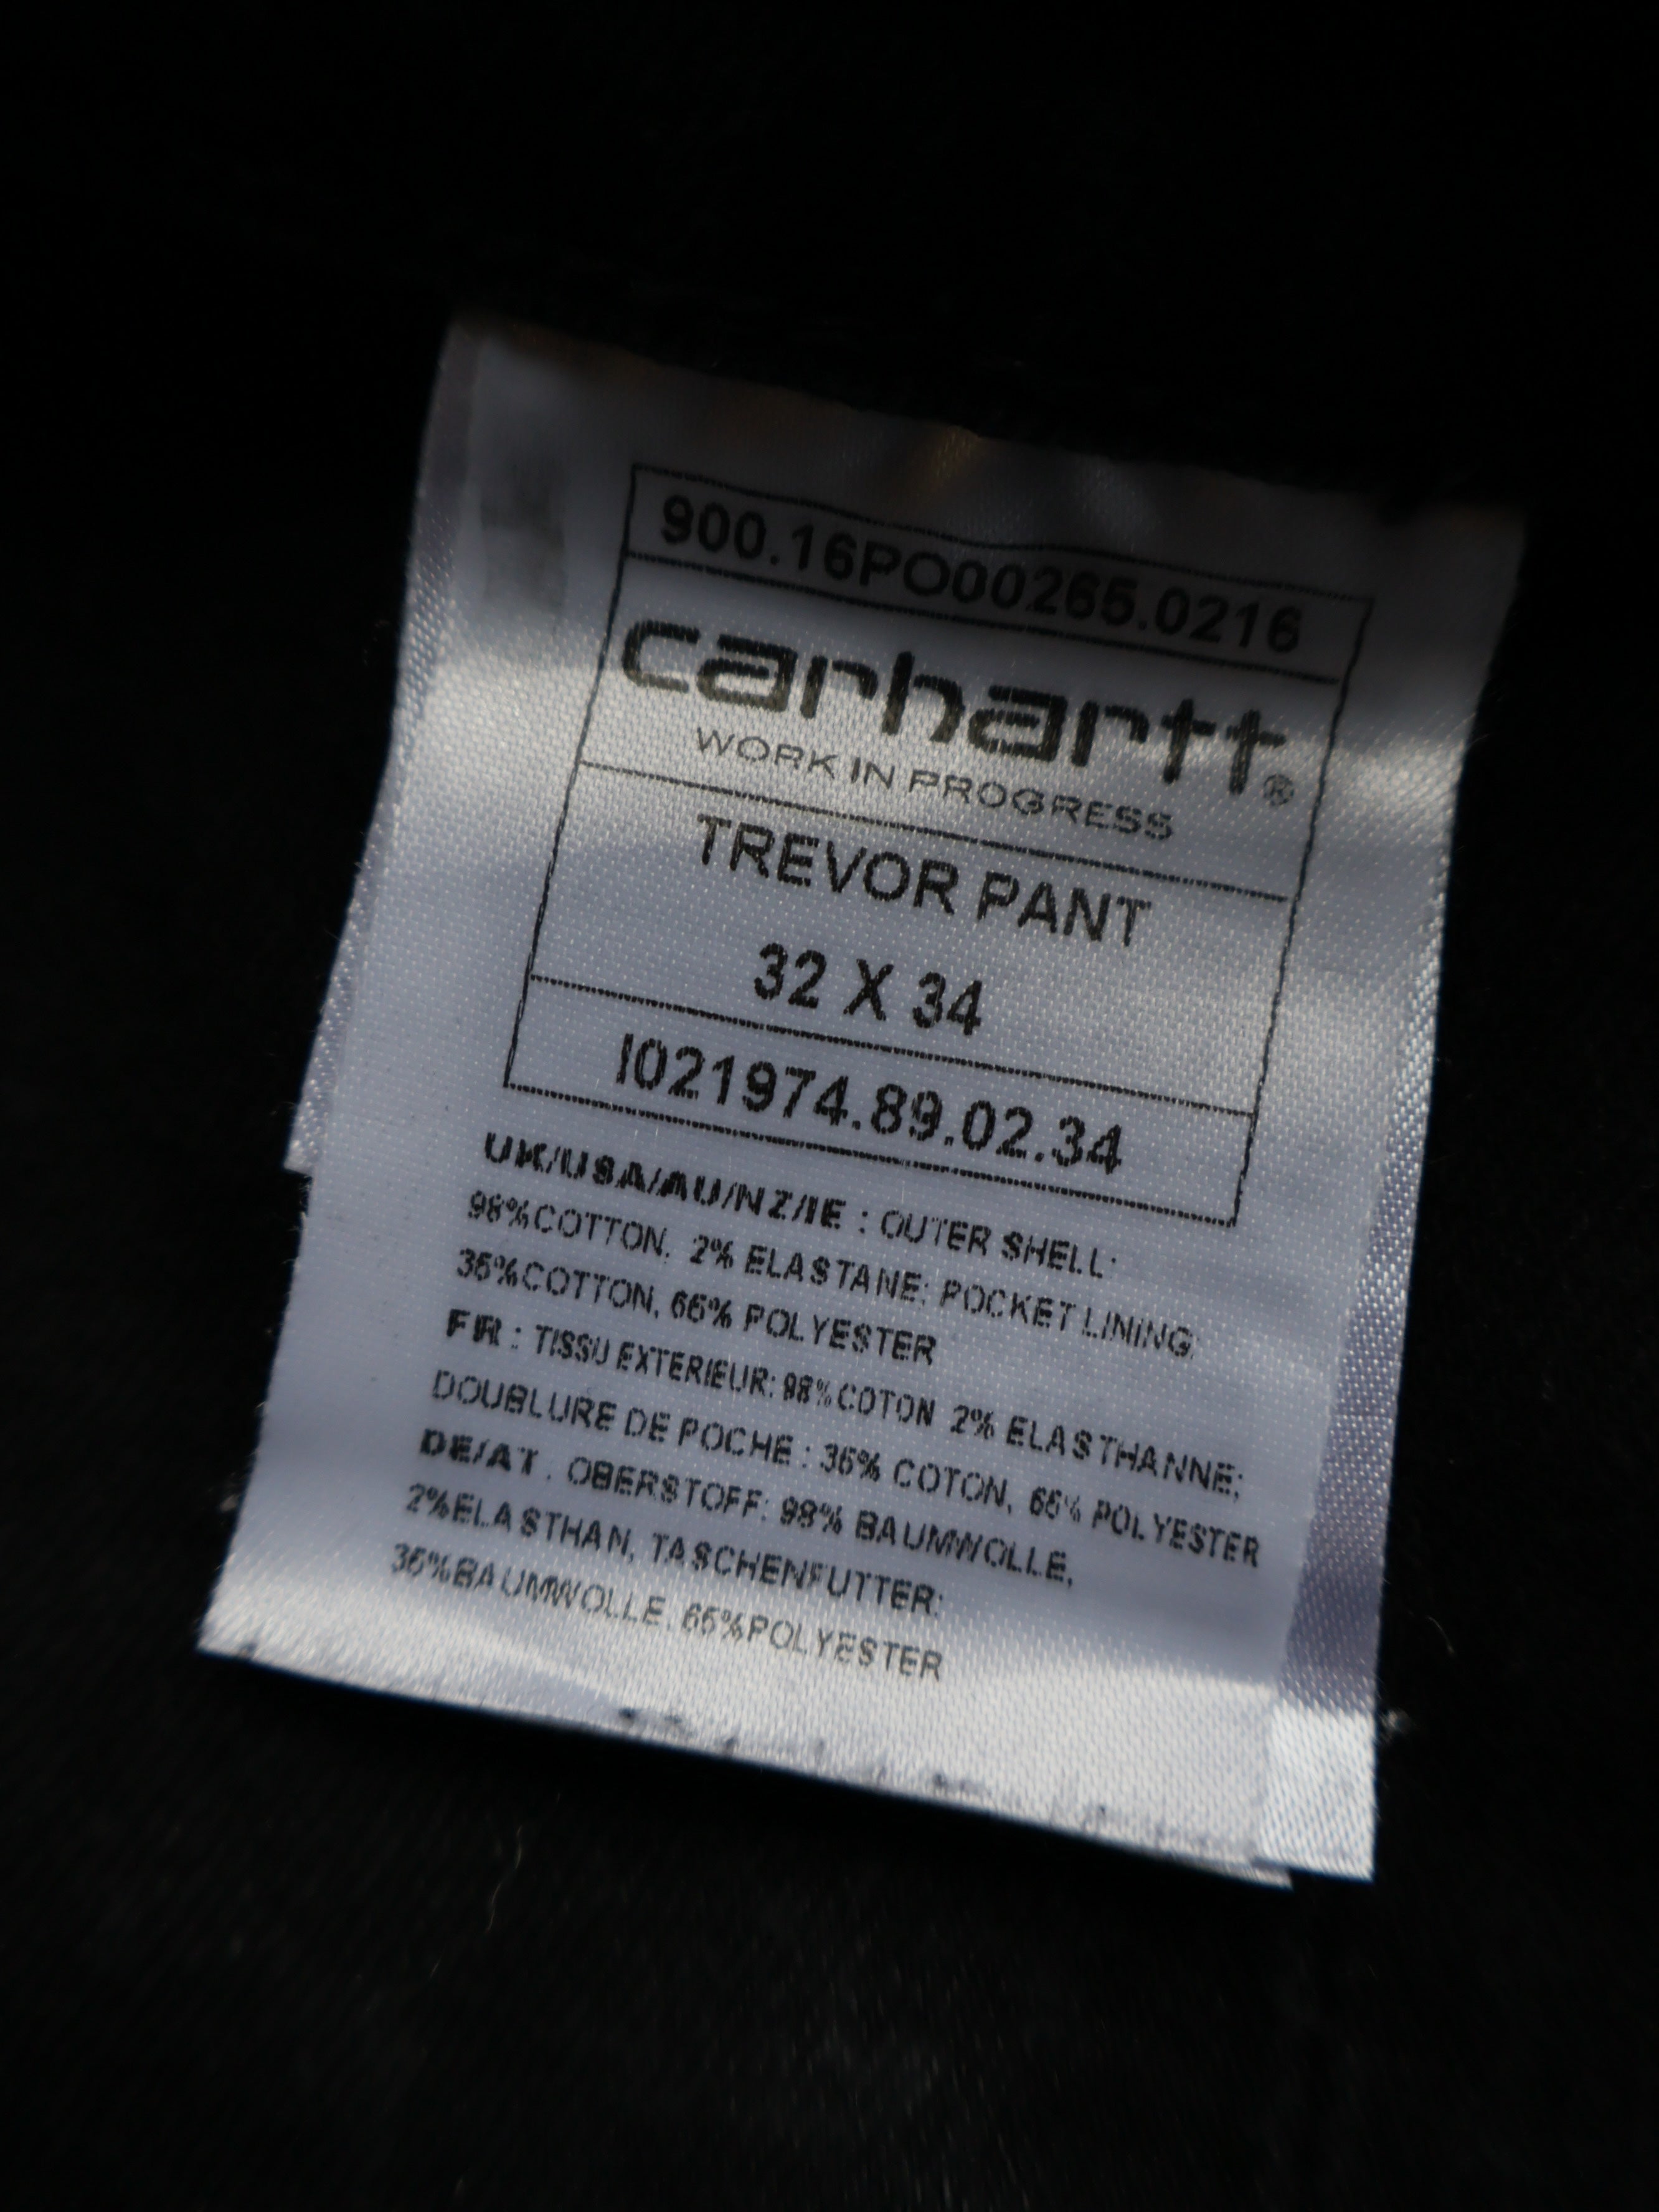 900.16PO00265.0216
carhartt®
WORK IN PROGRESS
TREVOR PANT
32 X 34
I021974.89.02.34
UK/USA/AU/NZ/IE : OUTER SHELL:
98%COTTON, 2% ELASTANE; POCKET LINING:
35%COTTON, 65% POLYESTER
FR : TISSU EXTERIEUR: 98%COTON 2% ELASTHANNE;
DOUBLURE DE POCHE : 35% COTON, 65% POLYESTER
DE/AT : OBERSTOFF: 98% BAUMWOLLE,
2%ELASTHAN, TASCHENFUTTER:
35%BAUMWOLLE, 65%POLYESTER